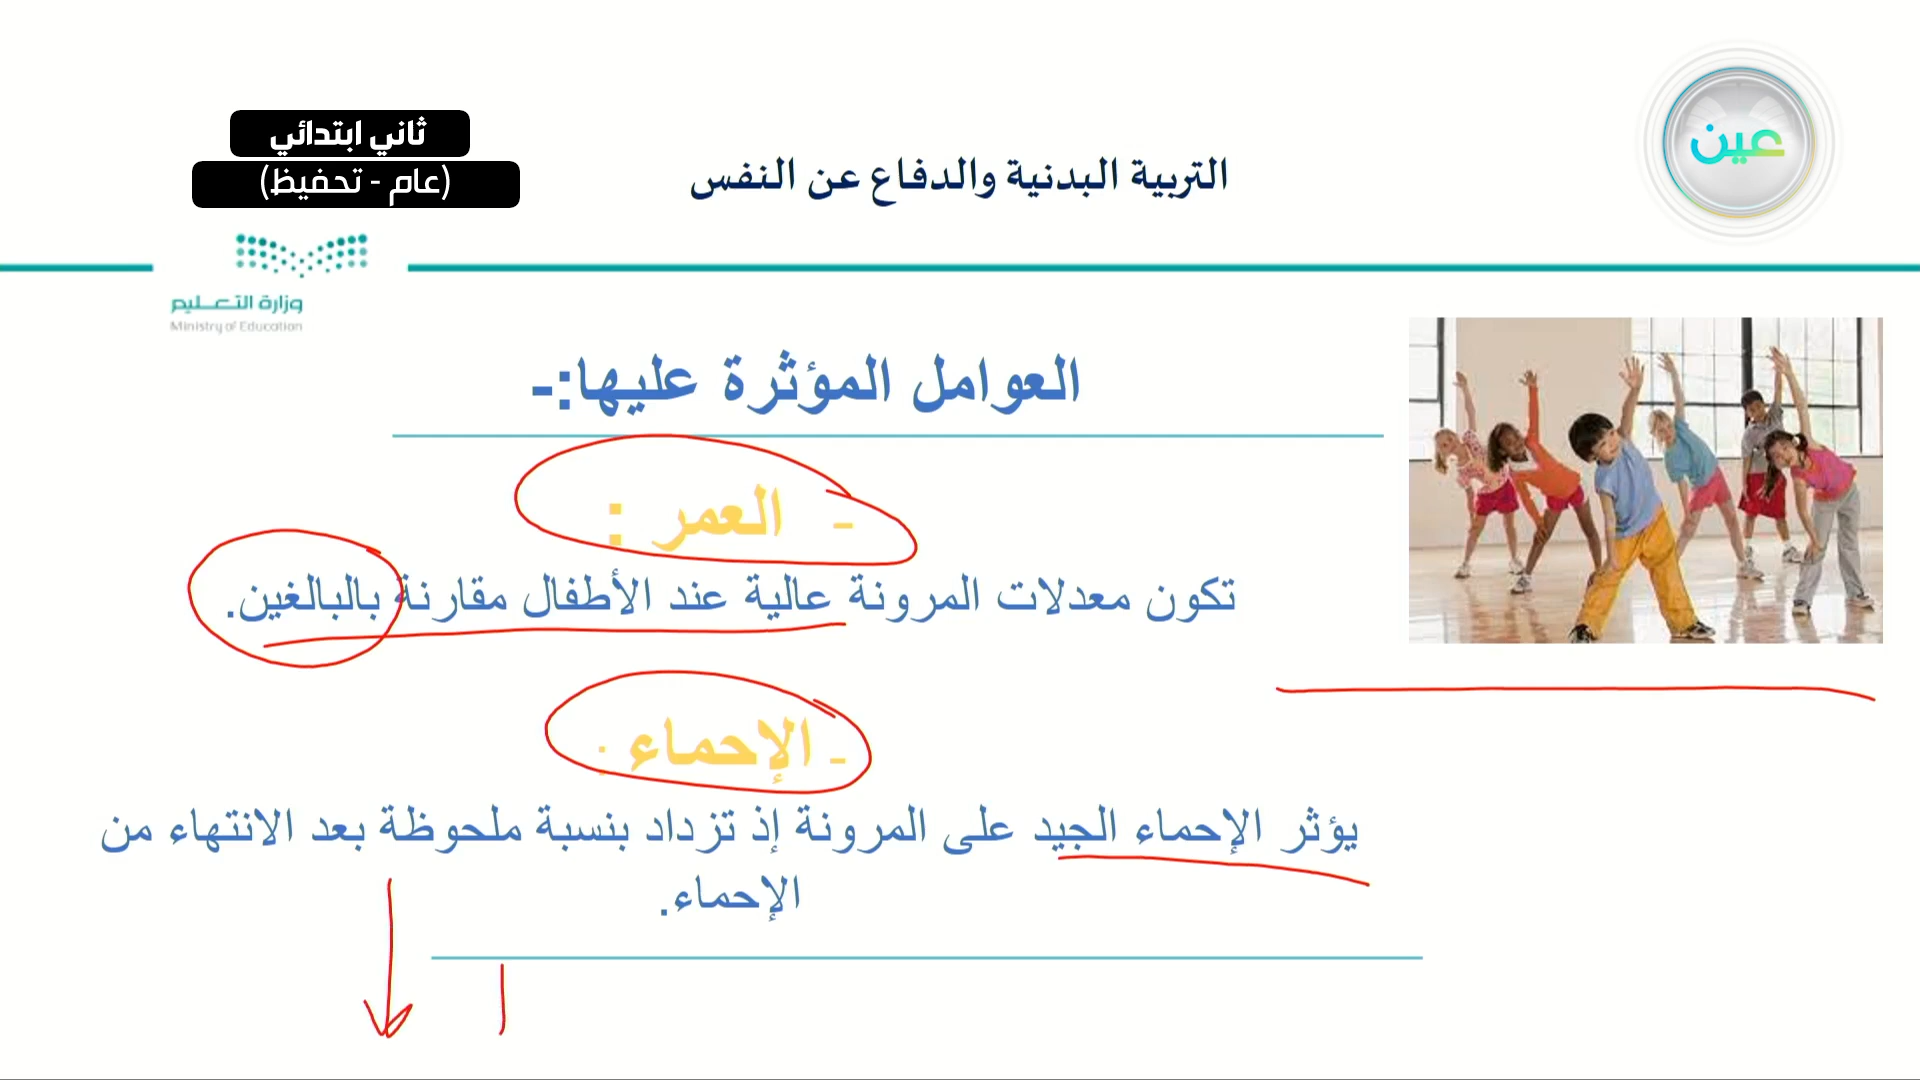 عين
ثاني ابتدائي
(عام - تحفيظ)
التربية البدنية والدفاع عن النفس
وزارة التعليم
Ministry of Education
العوامل المؤثرة عليها:-
- العمر :
تكون معدلات المرونة عالية عند الأطفال مقارنة بالبالغين.
- الإحماء :
يؤثر الإحماء الجيد على المرونة إذ تزداد بنسبة ملحوظة بعد الانتهاء من
الإحماء.